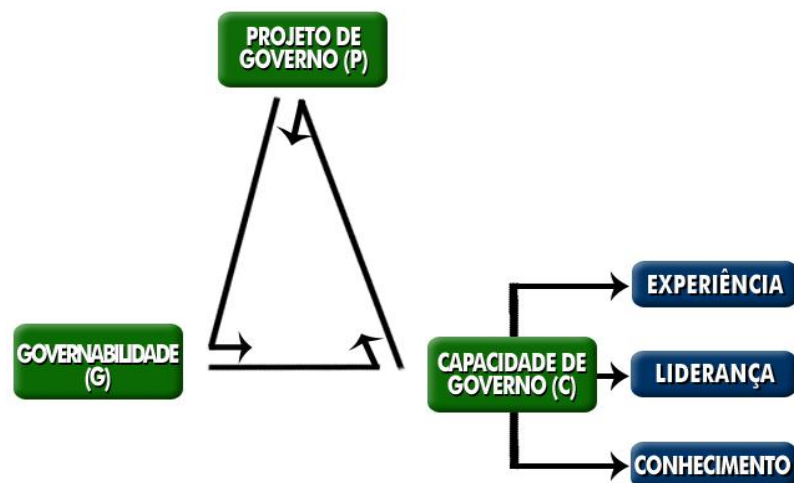 PROJETO DE
GOVERNO (P)
GOVERNABILIDADE
(G)
CAPACIDADE DE
GOVERNO (C)
EXPERIÊNCIA
LIDERANÇA
CONHECIMENTO